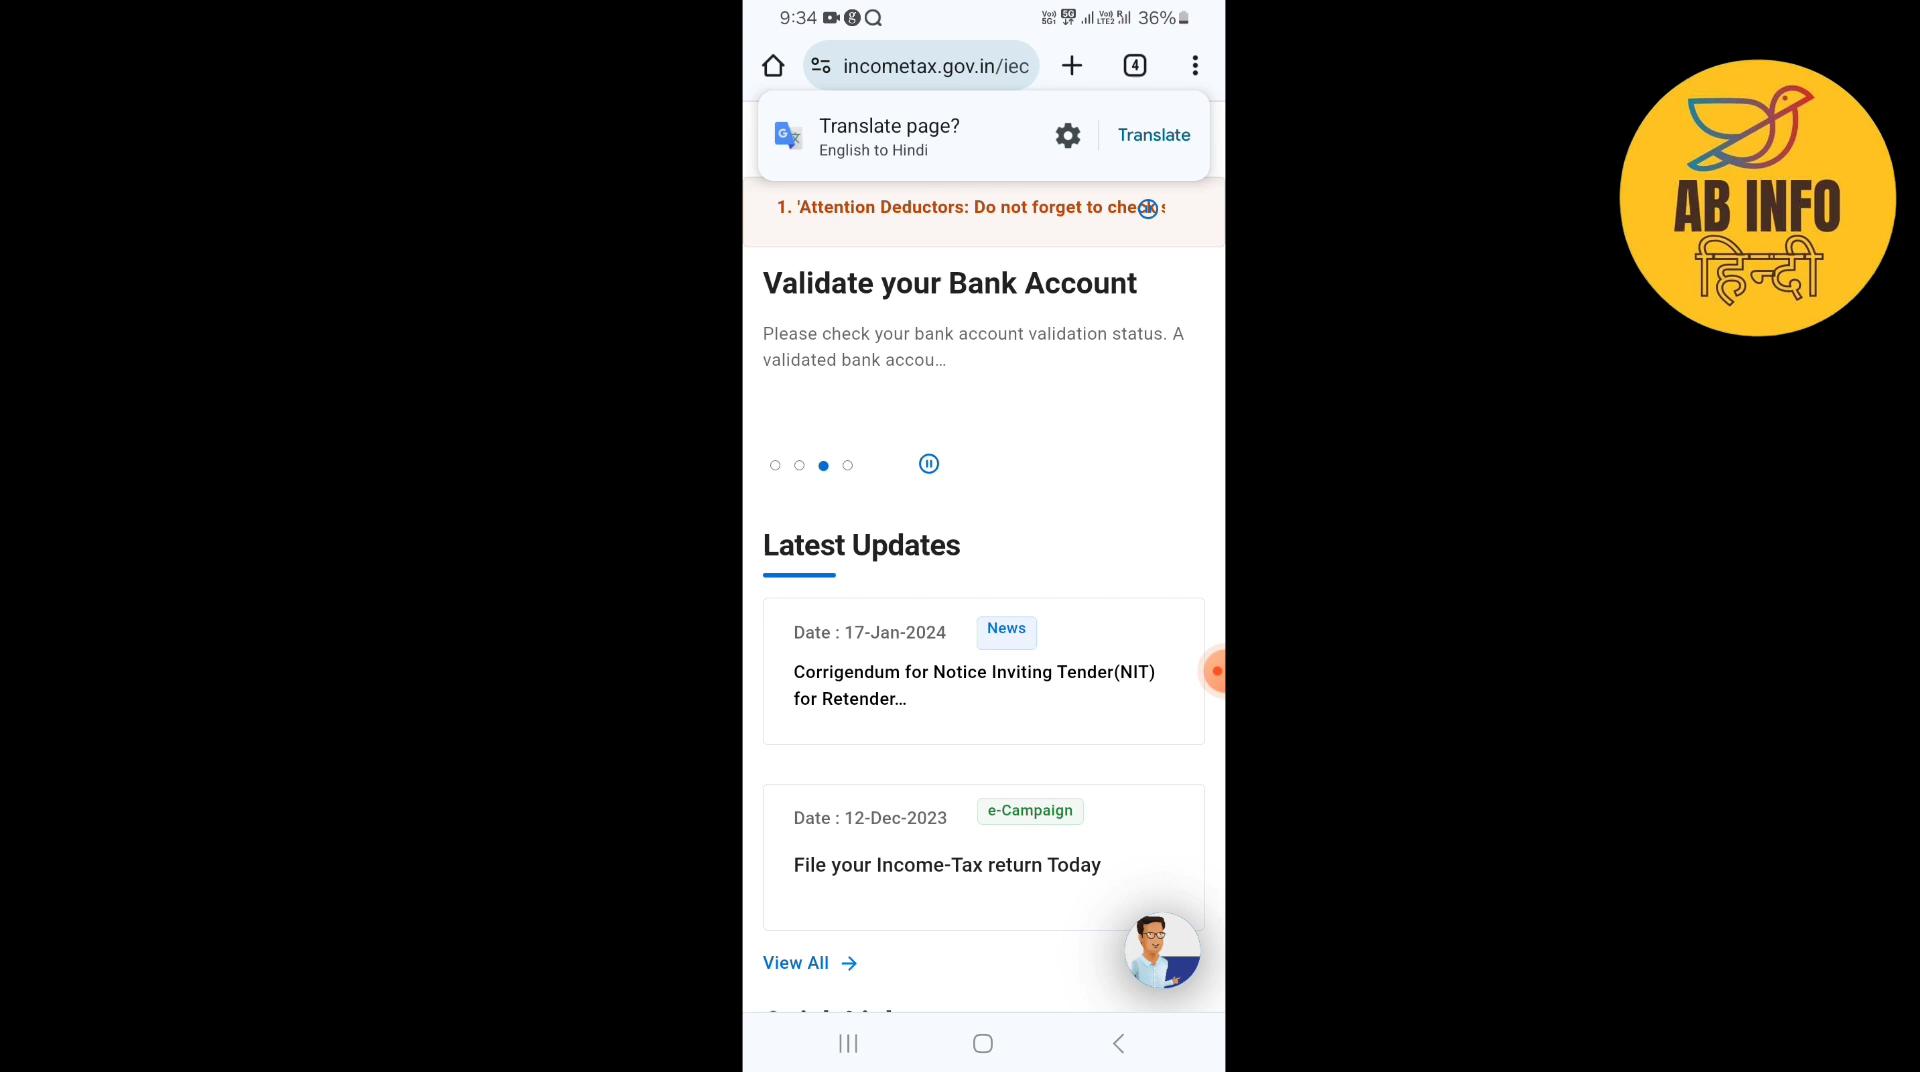 9:34
36%
4
incometax.gov.in/iec
Translate page?
English to Hindi
Translate
1. 'Attention Deductors: Do not forget to check s
Validate your Bank Account
Please check your bank account validation status. A
validated bank accou...
Latest Updates
Date : 17-Jan-2024
News
Corrigendum for Notice Inviting Tender(NIT)
for Retender...
Date : 12-Dec-2023
e-Campaign
File your Income-Tax return Today
View All
AB INFO
हिन्दी